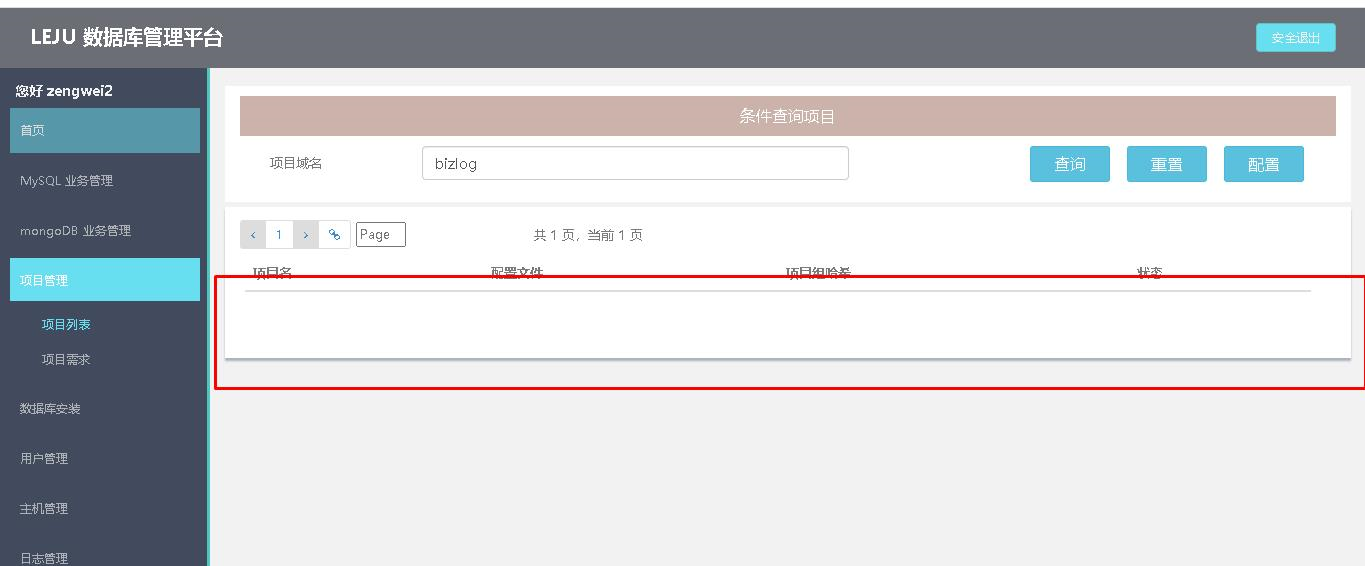 LEJU 数据库管理平台
安全退出
您好 zengwei2
首页
MySQL 业务管理
mongoDB 业务管理
项目管理
项目列表
项目需求
数据库安装
用户管理
主机管理
日志管理
条件查询项目
项目域名
bizlog
查询
重置
配置
‹ 1 › Page
共 1 页，当前 1 页
项目名 配置文件 项目组哈希 状态